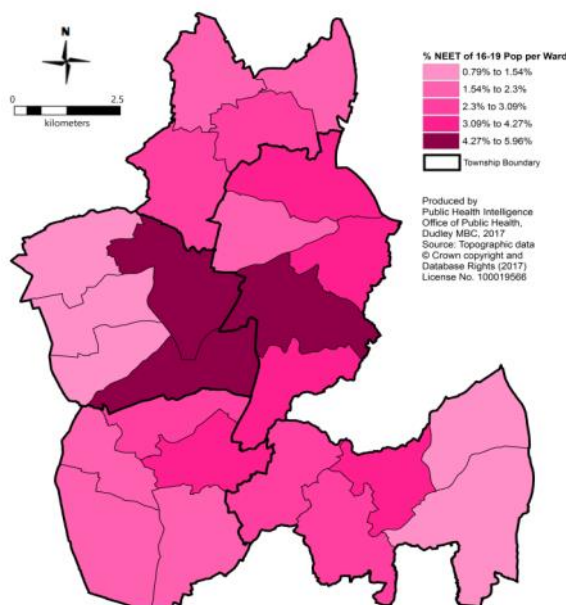 N
0 2.5
kilometers
% NEET of 16-19 Pop per Ward
0.79% to 1.54%
1.54% to 2.3%
2.3% to 3.09%
3.09% to 4.27%
4.27% to 5.96%
Township Boundary
Produced by
Public Health Intelligence
Office of Public Health,
Dudley MBC, 2017
Source: Topographic data
© Crown copyright and
Database Rights (2017)
License No. 100019566